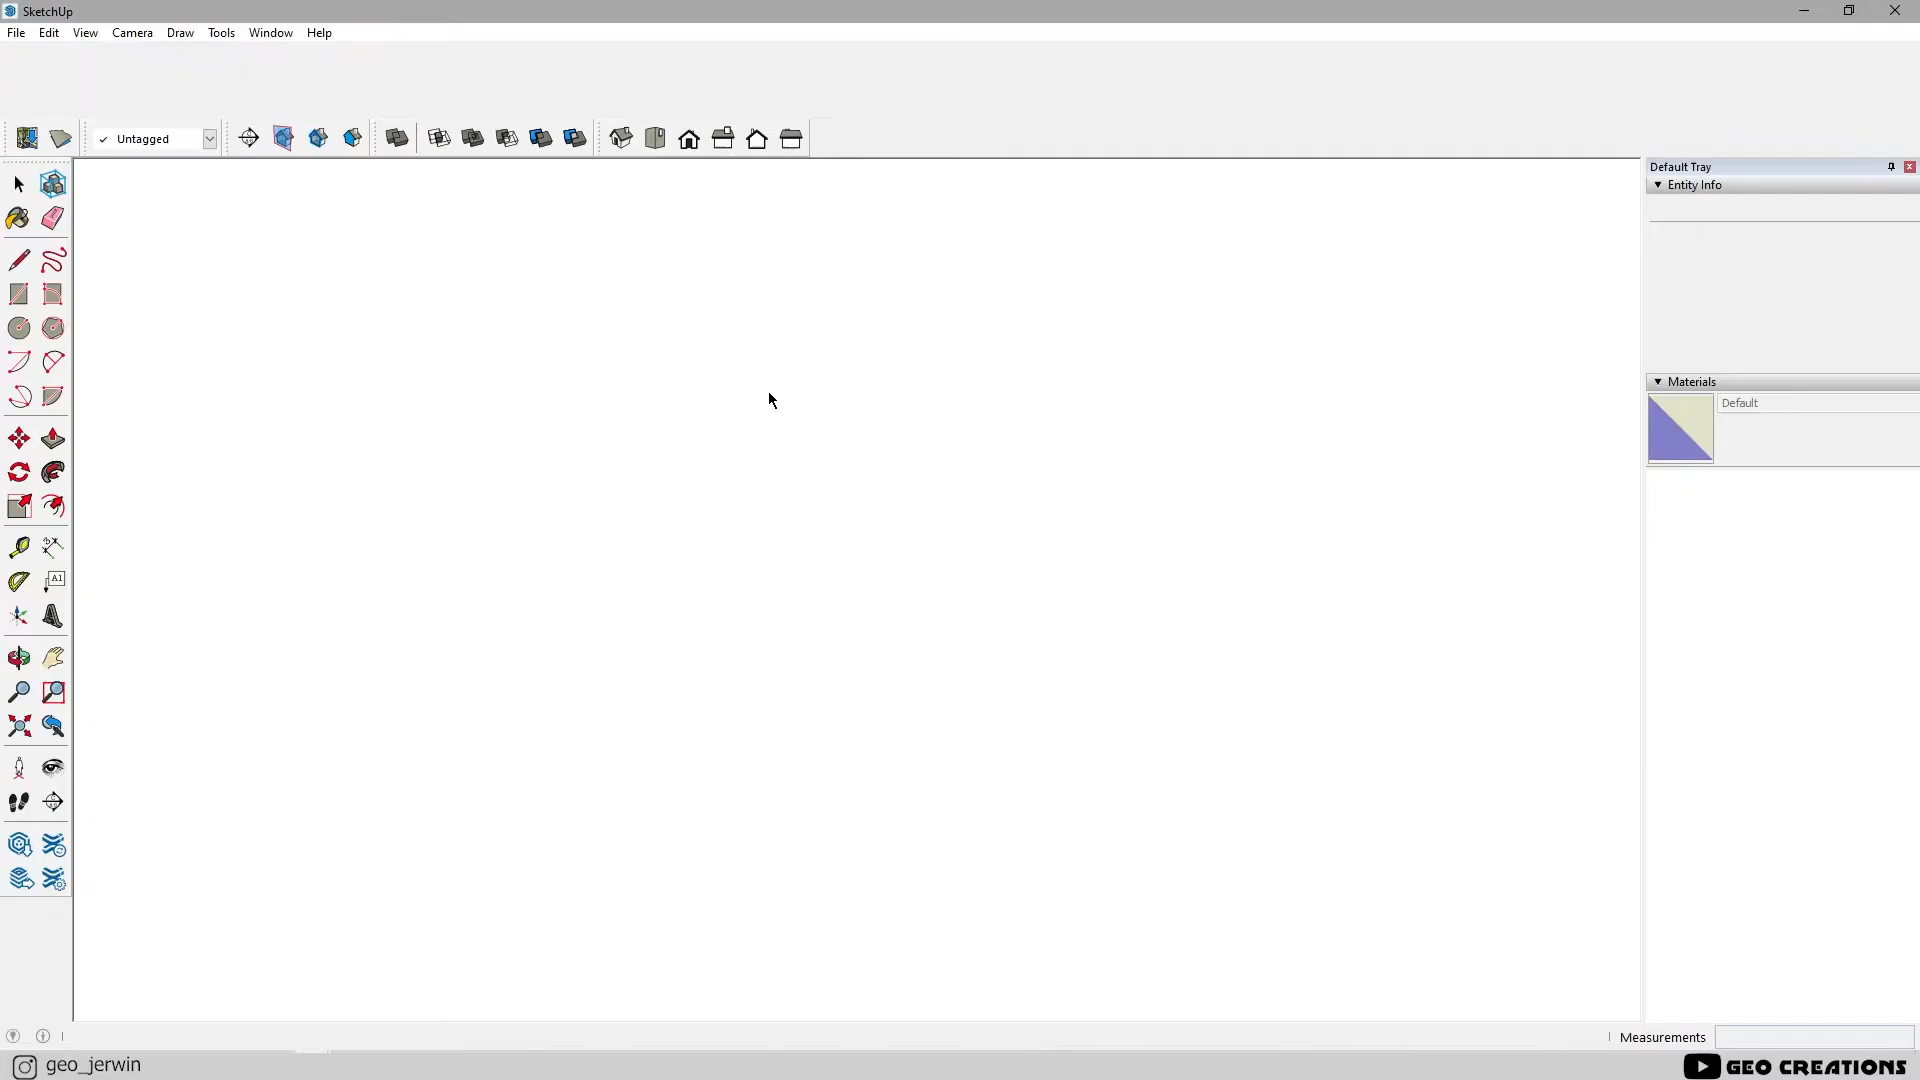 SketchUp
File Edit View Camera Draw Tools Window Help
Untagged
Default Tray
Entity Info
Materials
Default
A1
Measurements
geo_jerwin
GEO CREATIONS